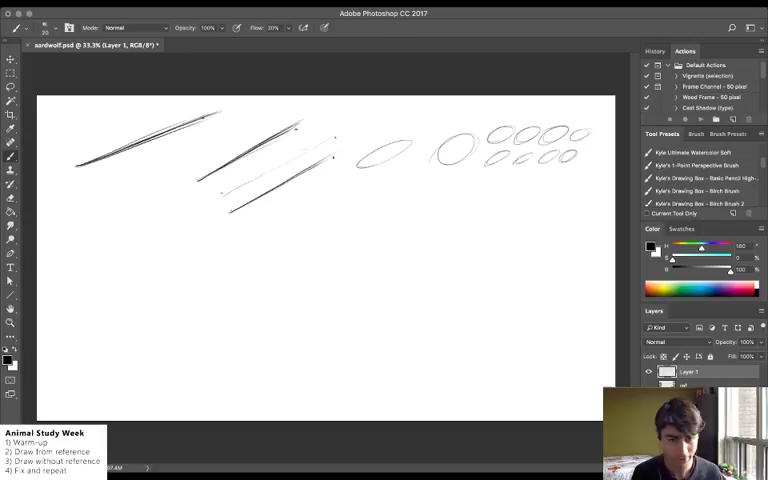 Adobe Photoshop CC 2017
20
Mode: Normal
Opacity: 100%
Flow: 30%
aardwolf.psd @ 33.3% (Layer 1, RGB/8*) *
History
Actions
Default Actions
Vignette (selection)
Frame Channel - 50 pixel
Wood Frame - 50 pixel
Cast Shadow (type)
Tool Presets
Brush
Brush Presets
Kyle Ultimate Watercolor Soft
Kyle's 1-Point Perspective Brush
Kyle's Drawing Box - Basic Pencil High-
Kyle's Drawing Box - Birch Brush
Kyle's Drawing Box - Birch Brush 2
Current Tool Only
Color
Swatches
H
S 0 %
B 100 %
Layers
Kind
Normal
Opacity: 100%
Lock:
Fill: 100%
Layer 1
Animal Study Week
1) Warm-up
2) Draw from reference
3) Draw without reference
4) Fix and repeat